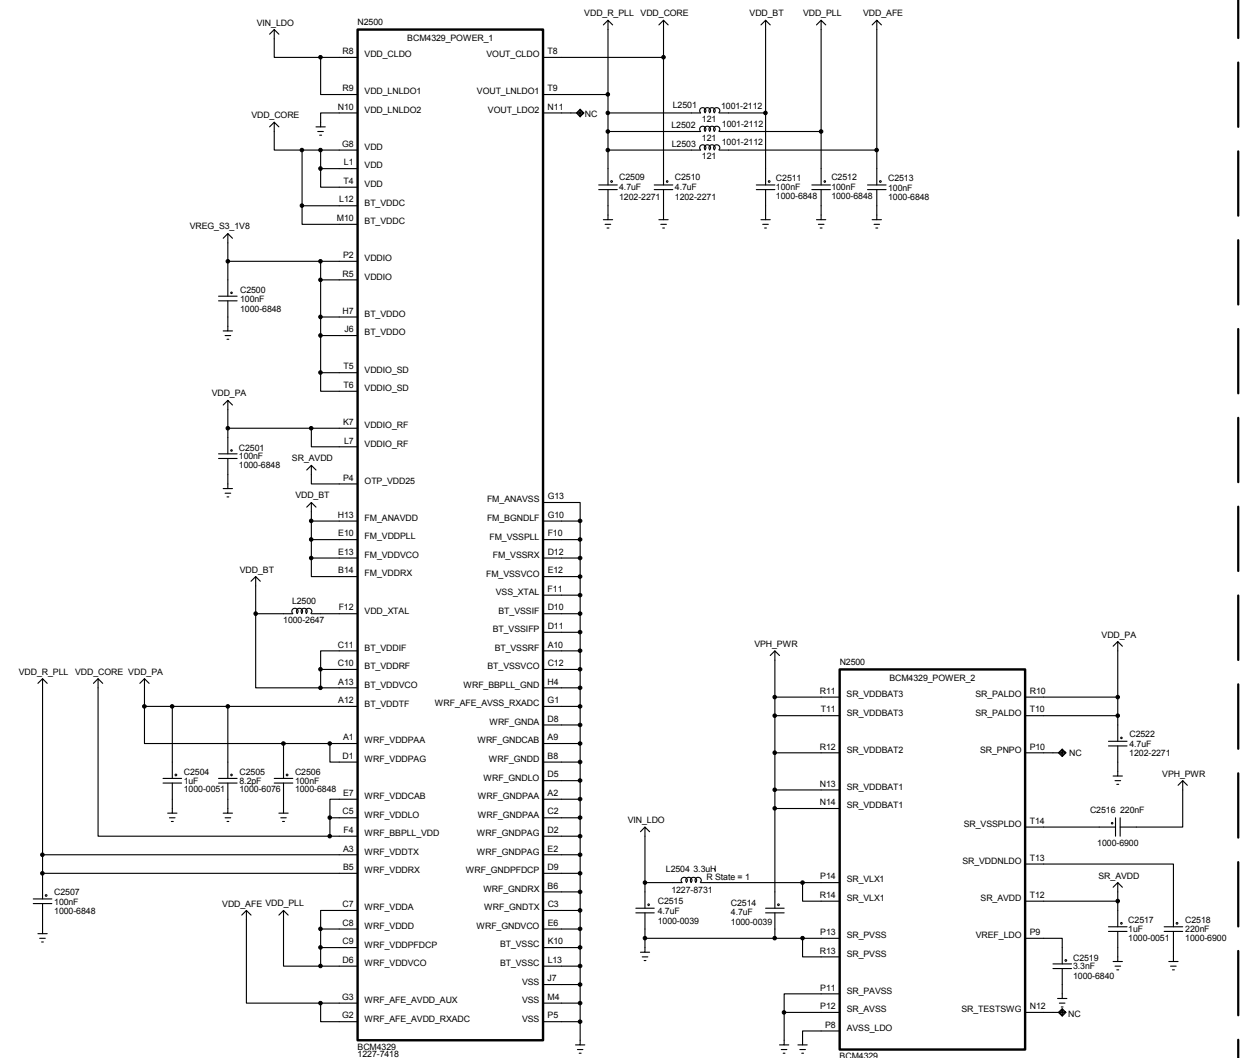 N2500
BCM4329_POWER_1
VIN_LDO
R8 VDD_CLDO
R9 VDD_LNLDO1
N10 VDD_LNLDO2
VDD_CORE
G8 VDD
L1 VDD
T4 VDD
L12 BT_VDDC
M10 BT_VDDC
VREG_S3_1V8
P2 VDDIO
R5 VDDIO
C2500
100nF
1000-6848
H7 BT_VDDO
J6 BT_VDDO
T5 VDDIO_SD
T6 VDDIO_SD
VDD_PA
K7 VDDIO_RF
L7 VDDIO_RF
C2501
100nF
1000-6848
SR_AVDD
P4 OTP_VDD25
VDD_BT
H13 FM_ANAVDD
E10 FM_VDDPLL
E13 FM_VDDVCO
B14 FM_VDDRX
VDD_BT
L2500
1000-2647
F12 VDD_XTAL
C11 BT_VDDIF
C10 BT_VDDRF
A13 BT_VDDVCO
A12 BT_VDDTF
VDD_R_PLL VDD_CORE VDD_PA
A1 WRF_VDDPAA
D1 WRF_VDDPAG
C2504
1uF
1000-0051
C2505
8.2pF
1000-6076
C2506
100nF
1000-6848
E7 WRF_VDDCAB
C5 WRF_VDDLO
F4 WRF_BBPLL_VDD
A3 WRF_VDDTX
B5 WRF_VDDRX
C2507
100nF
1000-6848
VDD_AFE VDD_PLL
C7 WRF_VDDA
C8 WRF_VDDD
C9 WRF_VDDPFDCP
D6 WRF_VDDVCO
G3 WRF_AFE_AVDD_AUX
G2 WRF_AFE_AVDD_RXADC
BCM4329
1227-7418
VOUT_CLDO T8
VOUT_LNLDO1 T9
VOUT_LDO2 N11 NC
FM_ANAVSS G13
FM_BGNDLF G10
FM_VSSPLL F10
FM_VSSRX D12
FM_VSSVCO E12
VSS_XTAL F11
BT_VSSIF D10
BT_VSSIFP D11
BT_VSSRF A10
BT_VSSVCO C12
WRF_BBPLL_GND H4
WRF_AFE_AVSS_RXADC G1
WRF_GNDA D8
WRF_GNDCAB A9
WRF_GNDD B8
WRF_GNDLO D5
WRF_GNDPAA A2
WRF_GNDPAA C2
WRF_GNDPAG D2
WRF_GNDPAG E2
WRF_GNDPFDCP D9
WRF_GNDRX B6
WRF_GNDTX C3
WRF_GNDVCO E6
BT_VSSC K10
BT_VSSC L13
VSS J7
VSS M4
VSS P5
VDD_R_PLL VDD_CORE VDD_BT VDD_PLL VDD_AFE
L2501 1001-2112
121
L2502 1001-2112
121
L2503 1001-2112
121
C2509
4.7uF
1202-2271
C2510
4.7uF
1202-2271
C2511
100nF
1000-6848
C2512
100nF
1000-6848
C2513
100nF
1000-6848
N2500
BCM4329_POWER_2
VPH_PWR
R11 SR_VDDBAT3
T11 SR_VDDBAT3
R12 SR_VDDBAT2
N13 SR_VDDBAT1
N14 SR_VDDBAT1
VIN_LDO
L2504 3.3uH
R State = 1
1227-8731
P14 SR_VLX1
R14 SR_VLX1
C2515
4.7uF
1000-0039
C2514
4.7uF
1000-0039
P13 SR_PVSS
R13 SR_PVSS
P11 SR_PAVSS
P12 SR_AVSS
P8 AVSS_LDO
BCM4329
VDD_PA
SR_PALDO R10
SR_PALDO T10
SR_PNPO P10 NC
C2522
4.7uF
1202-2271
VPH_PWR
C2516 220nF
SR_VSSPLDO T14
1000-6900
SR_VDDNLDO T13
SR_AVDD
SR_AVDD T12
C2517
1uF
1000-0051
C2518
220nF
1000-6900
VREF_LDO P9
C2519
3.3nF
1000-6840
SR_TESTSWG N12 NC